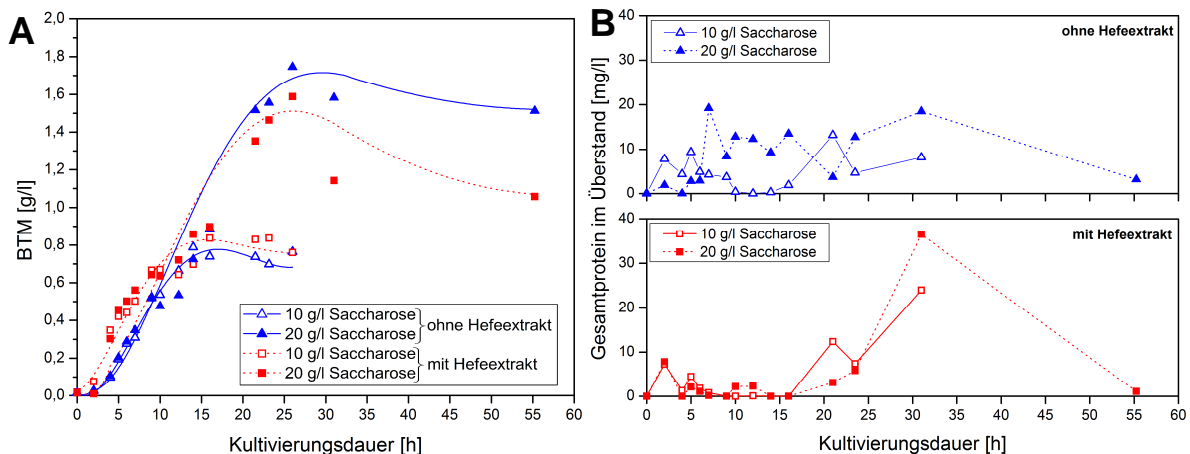 A
BTM [g/l]
2,0
1,8
1,6
1,4
1,2
1,0
0,8
0,6
0,4
0,2
0,0
0 5 10 15 20 25 30 35 40 45 50 55 60
Kultivierungsdauer [h]
10 g/l Saccharose
20 g/l Saccharose
ohne Hefeextrakt
10 g/l Saccharose
20 g/l Saccharose
mit Hefeextrakt
B
Gesamtprotein im Überstand [mg/l]
40
30
20
10
0
10 g/l Saccharose
20 g/l Saccharose
ohne Hefeextrakt
40
30
20
10
0
10 g/l Saccharose
20 g/l Saccharose
mit Hefeextrakt
0 5 10 15 20 25 30 35 40 45 50 55 60
Kultivierungsdauer [h]